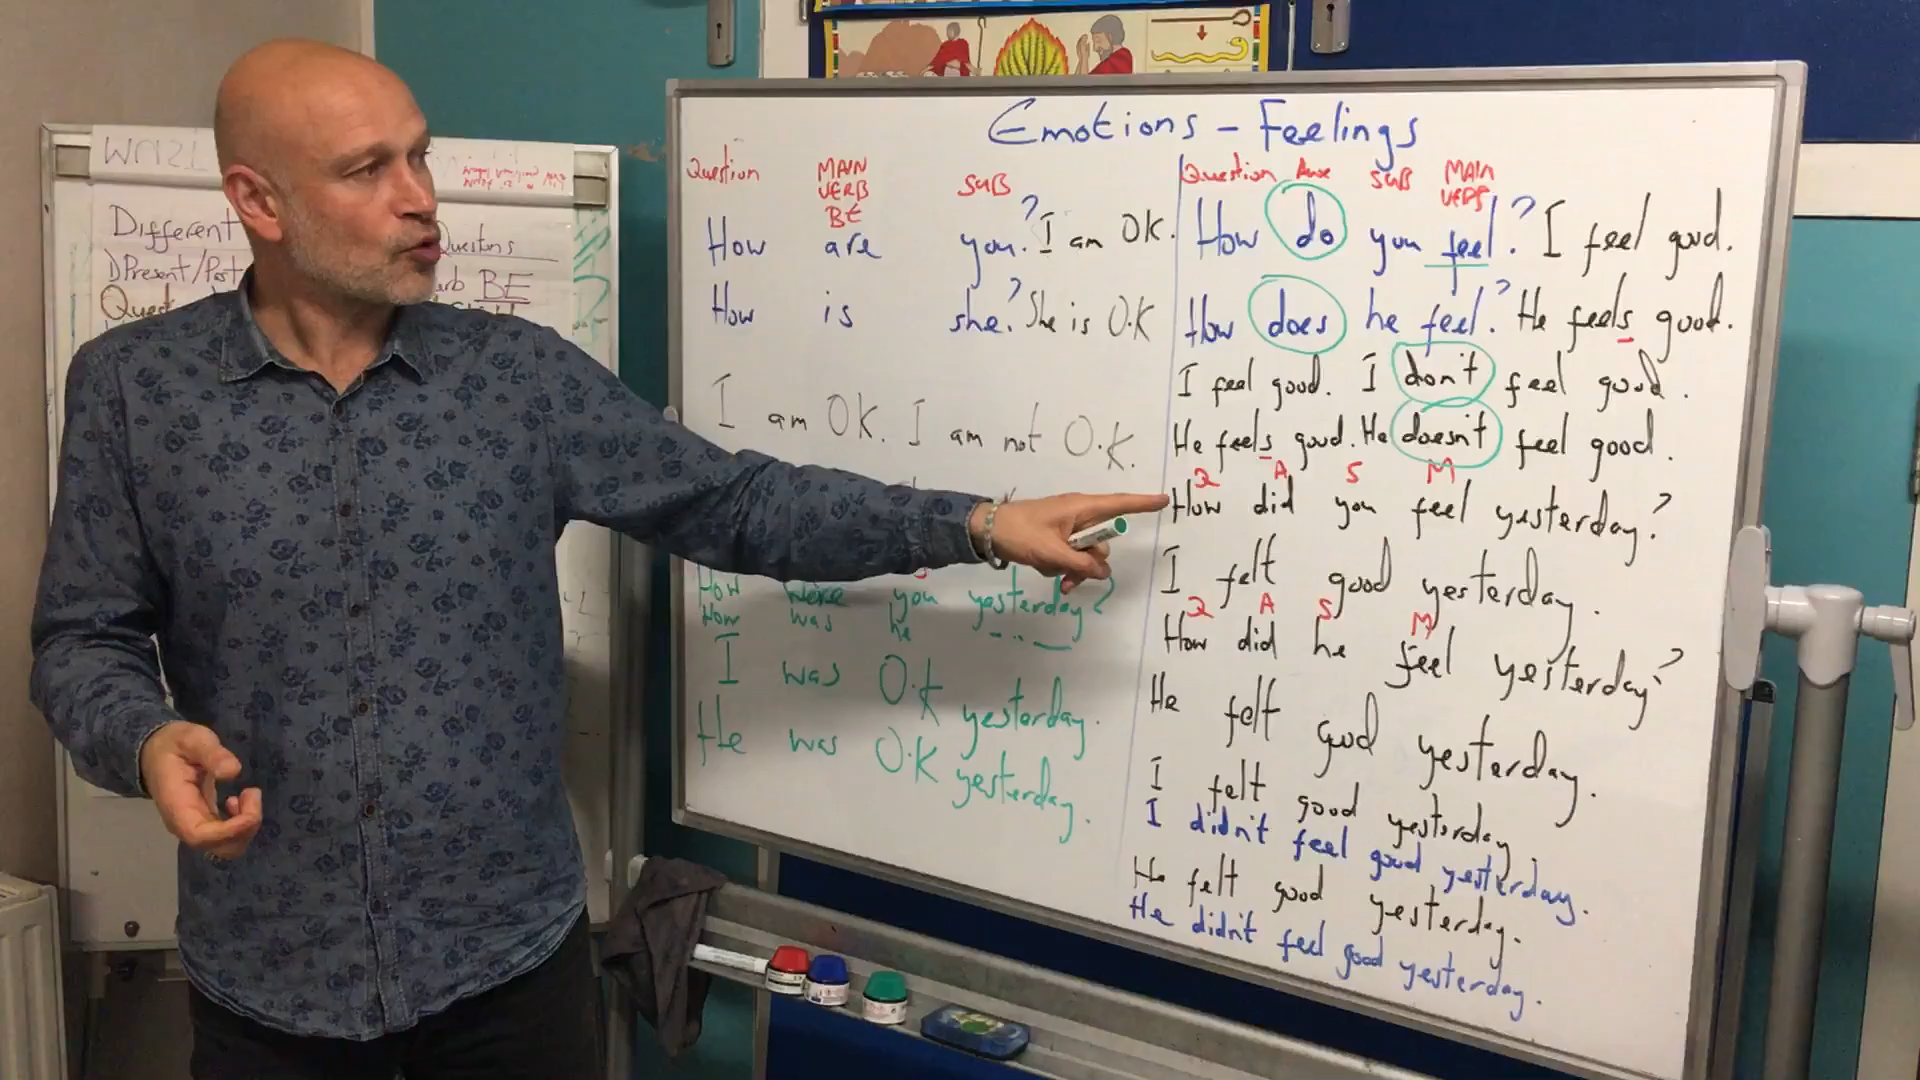 Emotions - Feelings
Question MAIN VERB BE SUB
How are you? I am OK.
How is she? She is O.K
I am OK. I am not O.K.
How were you yesterday?
How was he
I was O.K yesterday.
He was O.K yesterday.
Question SUB MAIN VERB
How do you feel? I feel good.
How does he feel? He feels good.
I feel good. I don't feel good.
He feels good. He doesn't feel good.
Q A S M
How did you feel yesterday?
I felt good yesterday.
Q A S M
How did he feel yesterday?
He felt good yesterday.
I felt good yesterday.
I didn't feel good yesterday.
He felt good yesterday.
He didn't feel good yesterday.
Different
Questions
1) Present/Past
BE